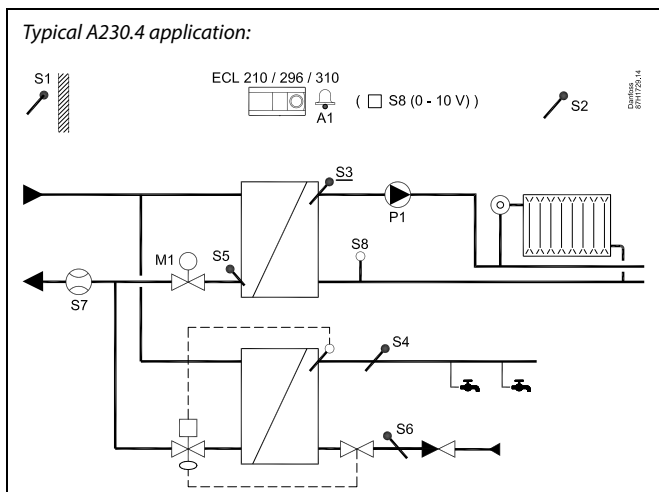 Typical A230.4 application:
S1
ECL 210 / 296 / 310
A1
( □ S8 (0 - 10 V) )
S2
Danfoss
87H1729.14
S3
P1
S8
M1
S5
S7
S4
S6